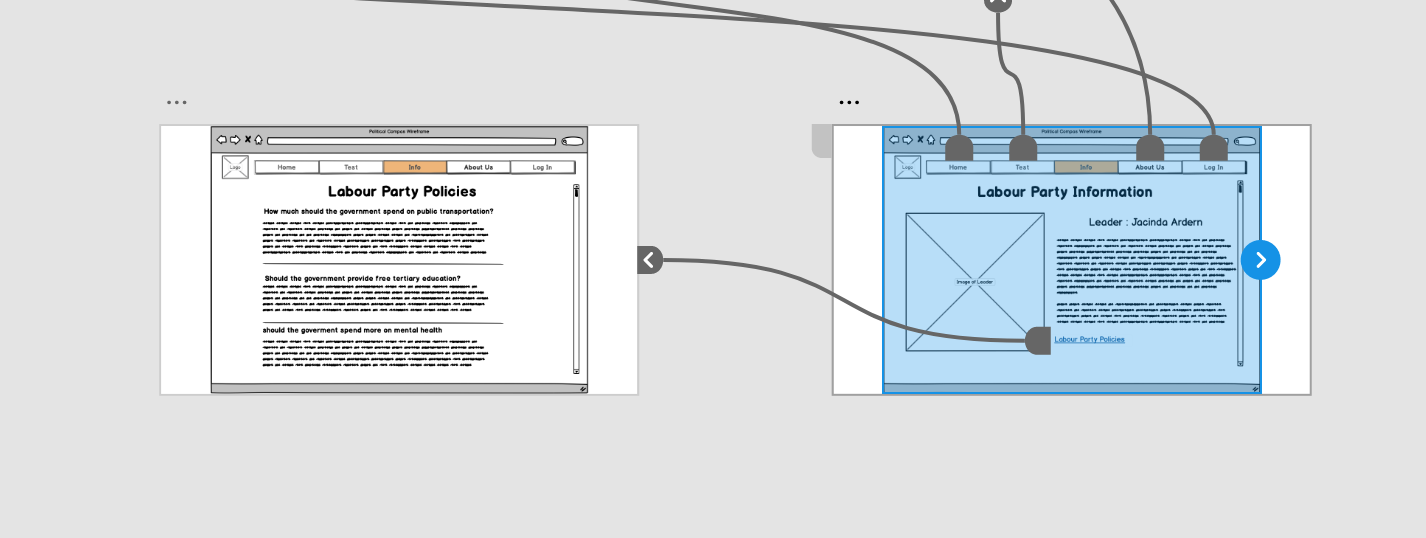 ...
Political Campus Wireframe
Logo
Home Test Info About Us Log In
Labour Party Policies
How much should the government spend on public transportation?
Should the government provide free tertiary education?
should the goverment spend more on mental health
...
Political Campus Wireframe
Logo
Home Test Info About Us Log In
Labour Party Information
Leader : Jacinda Ardern
Image of Leader
Labour Party Policies